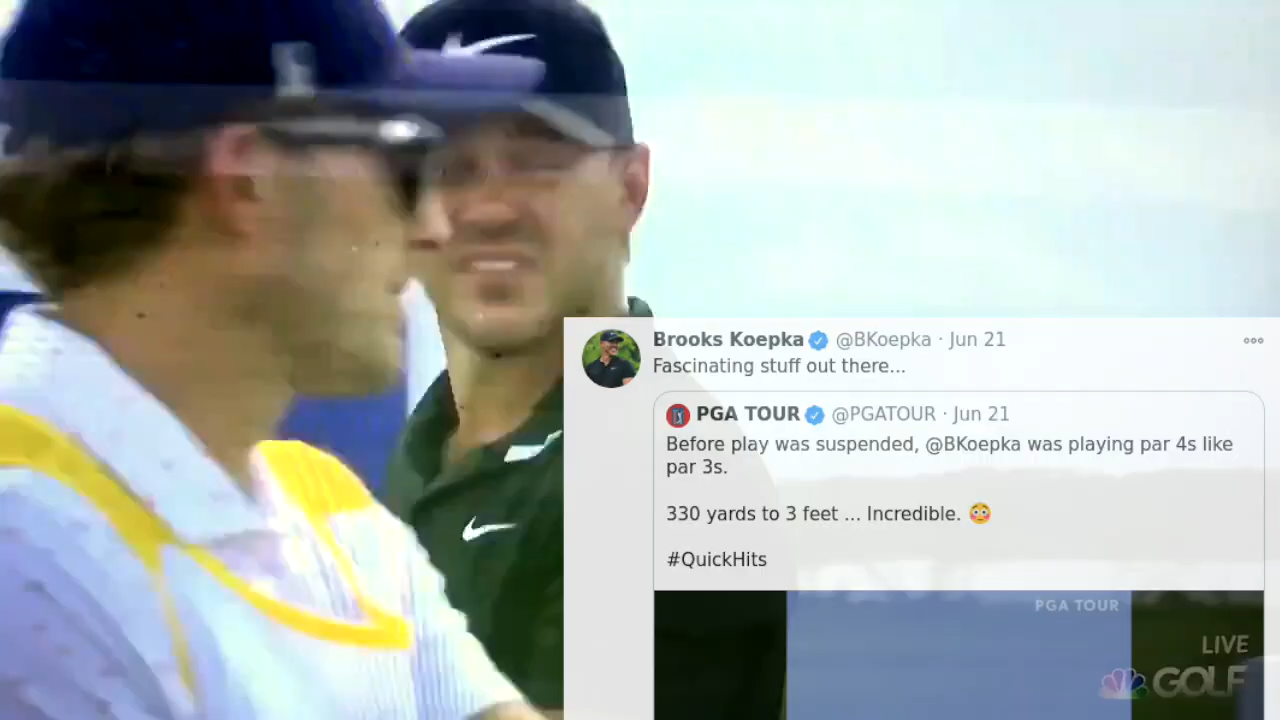 Brooks Koepka @BKoepka · Jun 21
Fascinating stuff out there...
PGA TOUR @PGATOUR · Jun 21
Before play was suspended, @BKoepka was playing par 4s like
par 3s.
330 yards to 3 feet ... Incredible. 😳
#QuickHits
PGA TOUR
LIVE
GOLF